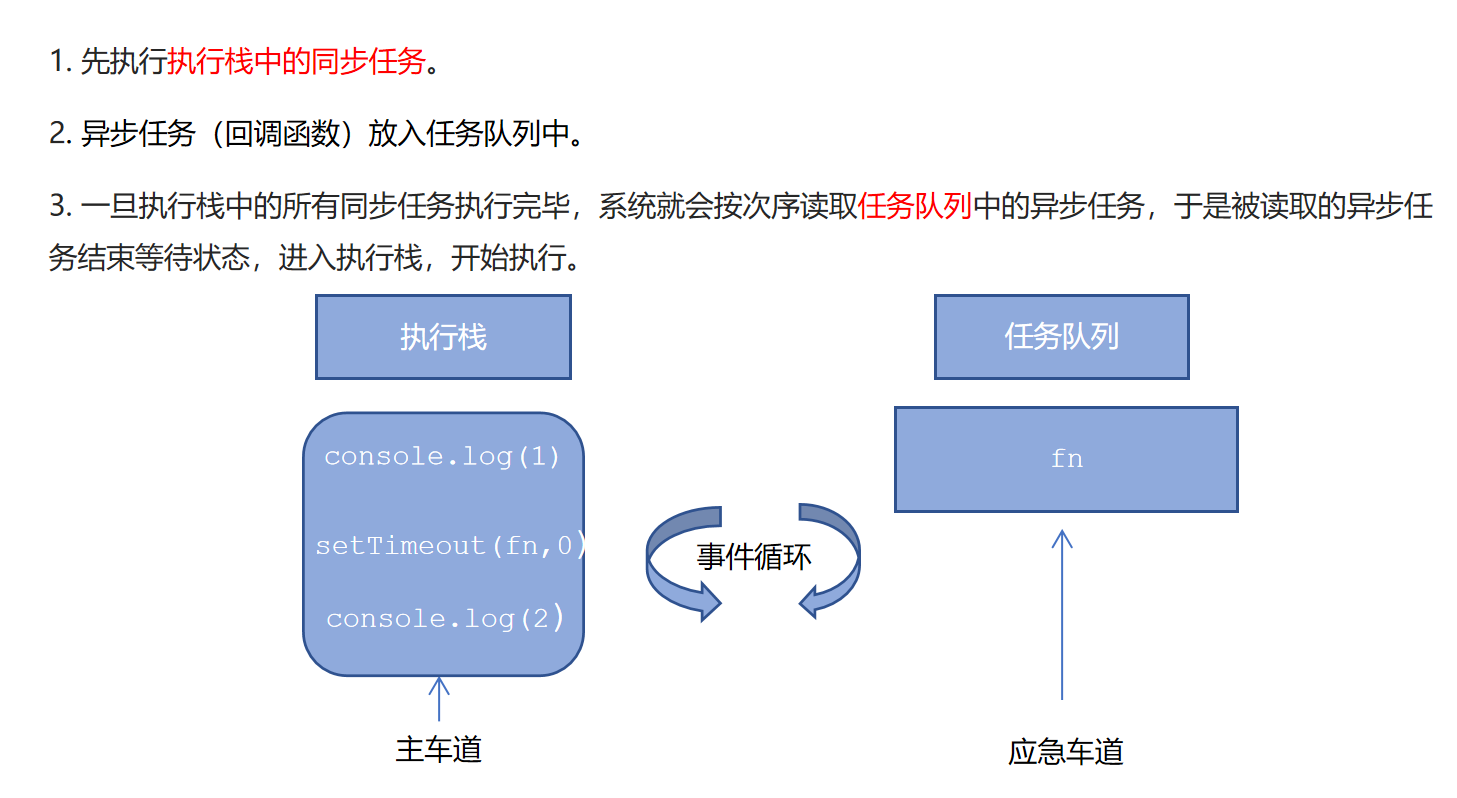 1. 先执行执行栈中的同步任务。
2. 异步任务（回调函数）放入任务队列中。
3. 一旦执行栈中的所有同步任务执行完毕，系统就会按次序读取任务队列中的异步任务，于是被读取的异步任
务结束等待状态，进入执行栈，开始执行。
执行栈
任务队列
console.log(1)
setTimeout(fn,0)
console.log(2)
fn
事件循环
主车道
应急车道